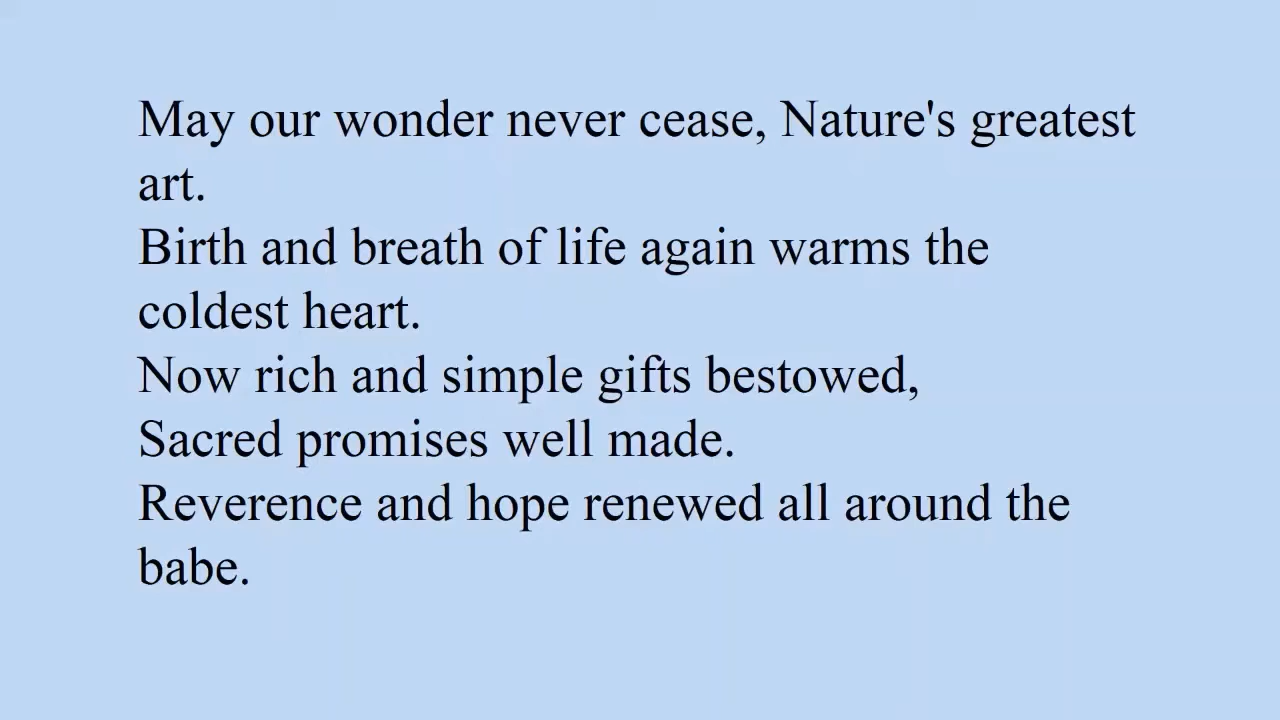 May our wonder never cease, Nature's greatest
art.
Birth and breath of life again warms the
coldest heart.
Now rich and simple gifts bestowed,
Sacred promises well made.
Reverence and hope renewed all around the
babe.